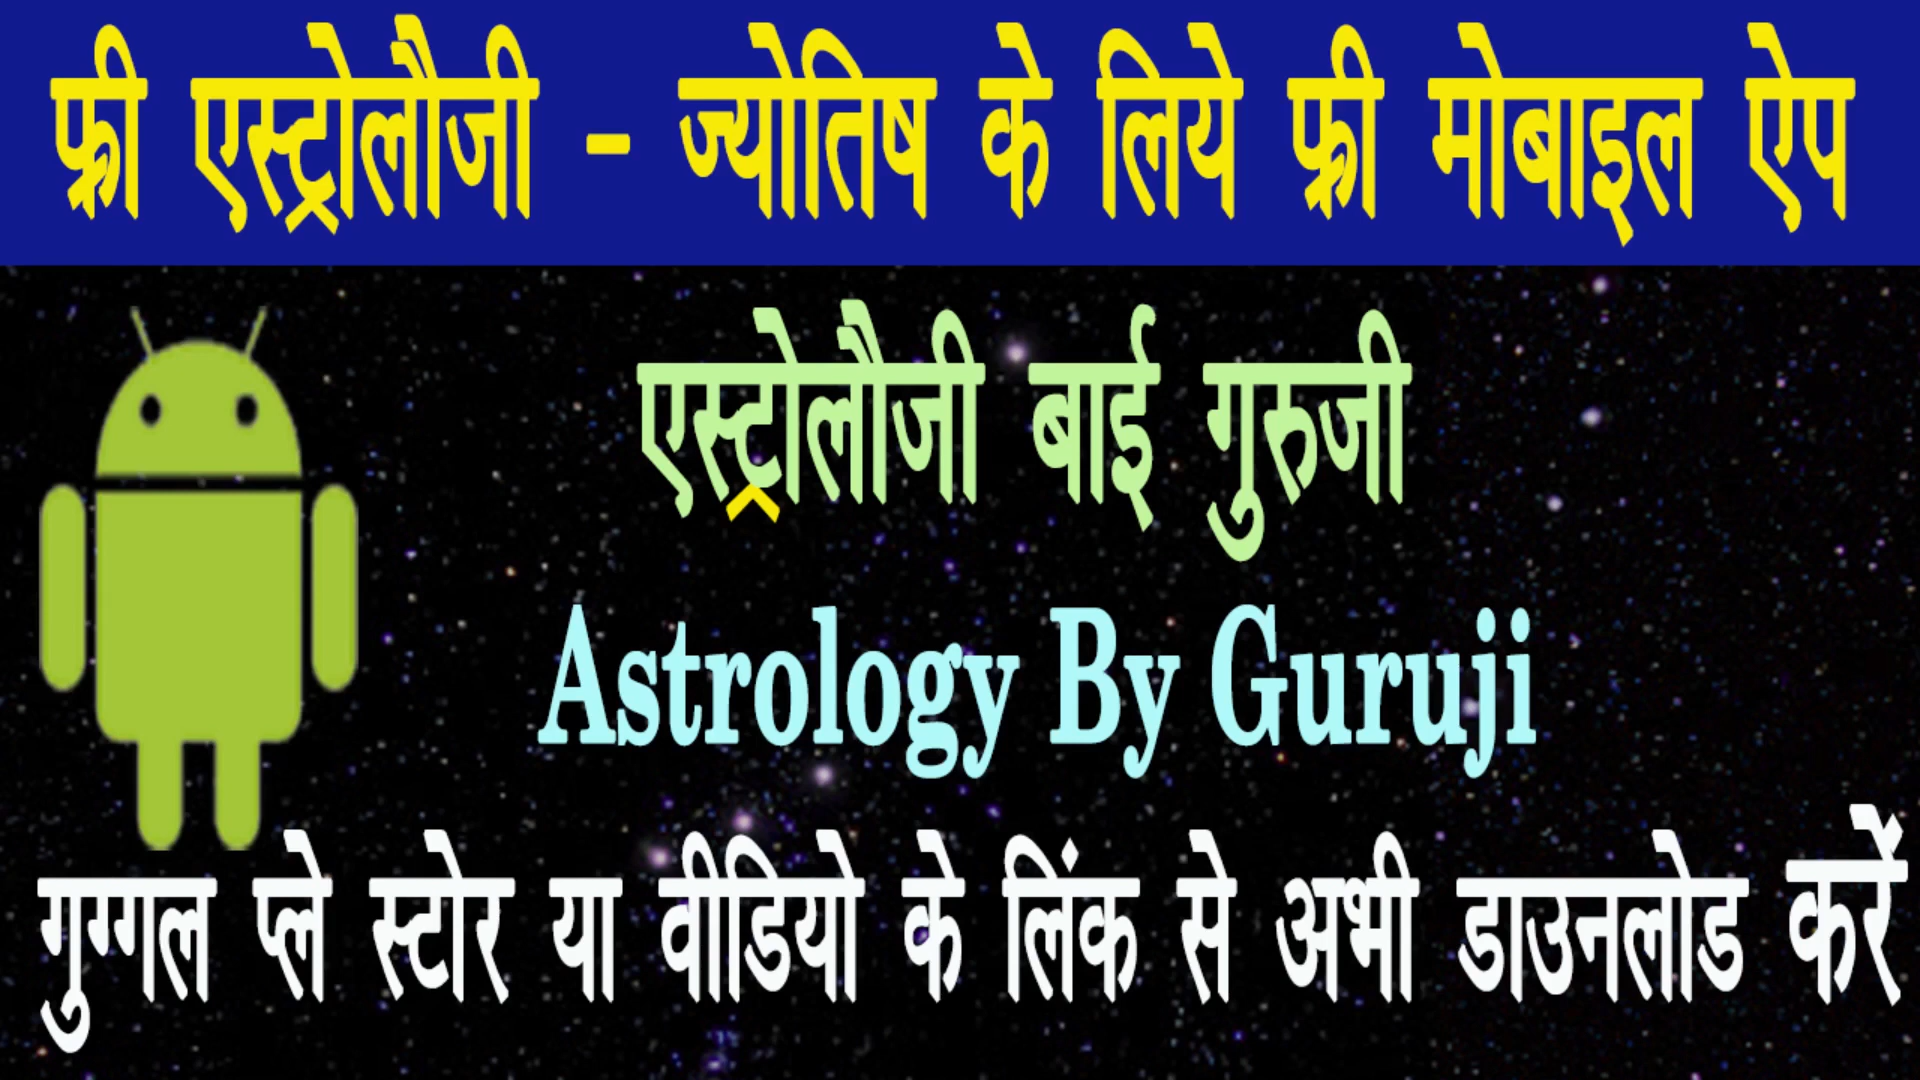 फ्री एस्ट्रोलौजी - ज्योतिष के लिये फ्री मोबाइल ऐप
एस्ट्रोलौजी बाई गुरुजी
Astrology By Guruji
गुग्गल प्ले स्टोर या वीडियो के लिंक से अभी डाउनलोड करें